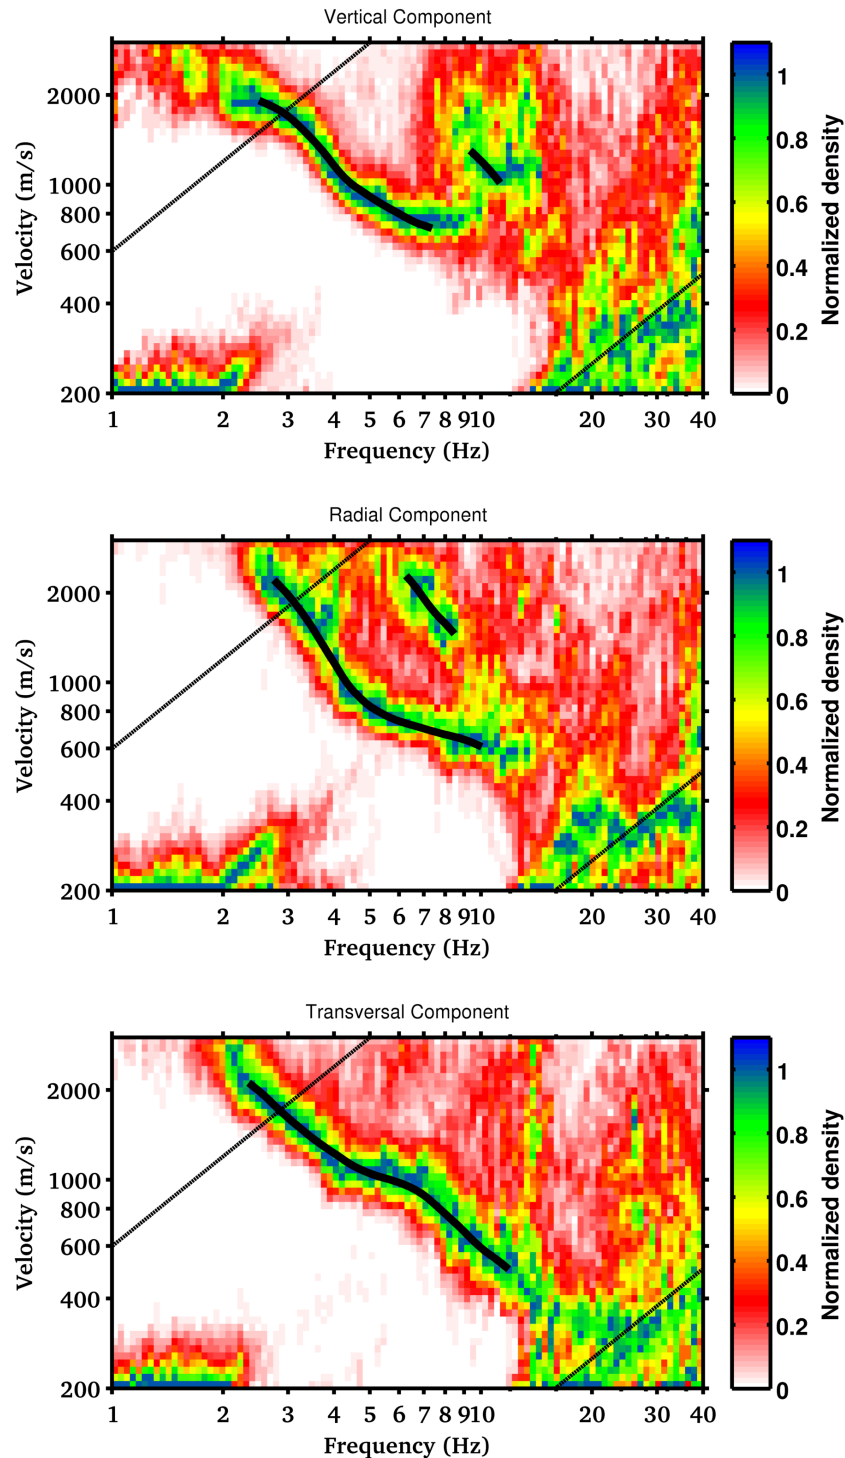 Vertical Component
2000
1000
800
600
400
200
Velocity (m/s)
1 2 3 4 5 6 7 8 9 10 20 30 40
Frequency (Hz)
1
0.8
0.6
0.4
0.2
0
Normalized density
Radial Component
2000
1000
800
600
400
200
Velocity (m/s)
1 2 3 4 5 6 7 8 9 10 20 30 40
Frequency (Hz)
1
0.8
0.6
0.4
0.2
0
Normalized density
Transversal Component
2000
1000
800
600
400
200
Velocity (m/s)
1 2 3 4 5 6 7 8 9 10 20 30 40
Frequency (Hz)
1
0.8
0.6
0.4
0.2
0
Normalized density